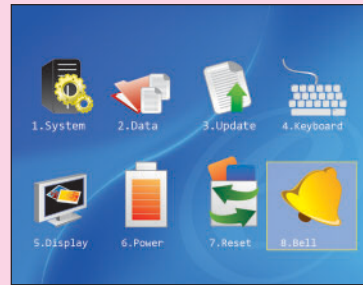 1.System
2.Data
3.Update
4.Keyboard
5.Display
6.Power
7.Reset
8.Bell